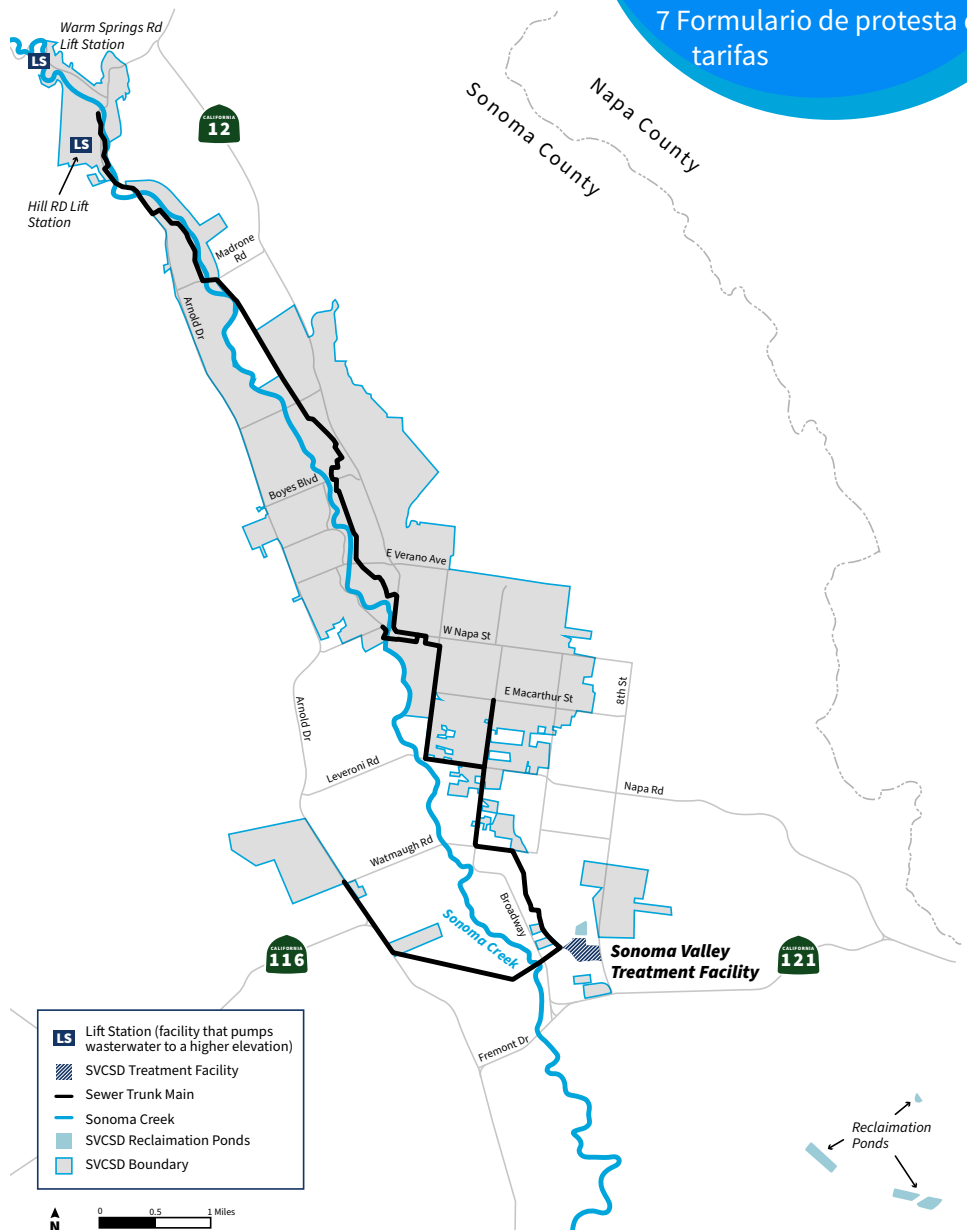 7 Formulario de protesta
tarifas
Warm Springs Rd
Lift Station
LS
CALIFORNIA
12
LS
Hill RD Lift
Station
Sonoma County
Napa County
Madrone
Rd
Arnold Dr
Boyes Blvd
E Verano Ave
W Napa St
E Macarthur St
8th St
Arnold Dr
Leveroni Rd
Napa Rd
Watmaugh Rd
Broadway
Sonoma Creek
Sonoma Valley
Treatment Facility
CALIFORNIA
116
CALIFORNIA
121
Fremont Dr
LS Lift Station (facility that pumps
wasterwater to a higher elevation)
SVCSD Treatment Facility
Sewer Trunk Main
Sonoma Creek
SVCSD Reclamation Ponds
SVCSD Boundary
Reclaimation
Ponds
N
0 0.5 1 Miles